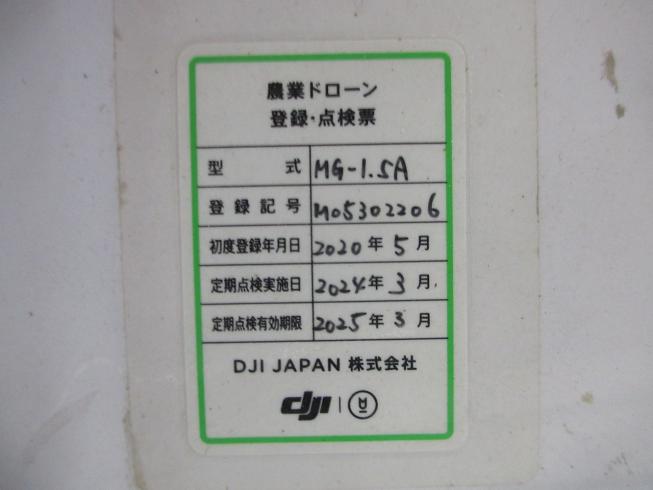 農業ドローン
登録・点検票
型式 MG-1.5A
登録記号 M05302206
初度登録年月日 2020年5月
定期点検実施日 2024年3月
定期点検有効期限 2025年3月
DJI JAPAN 株式会社
dji